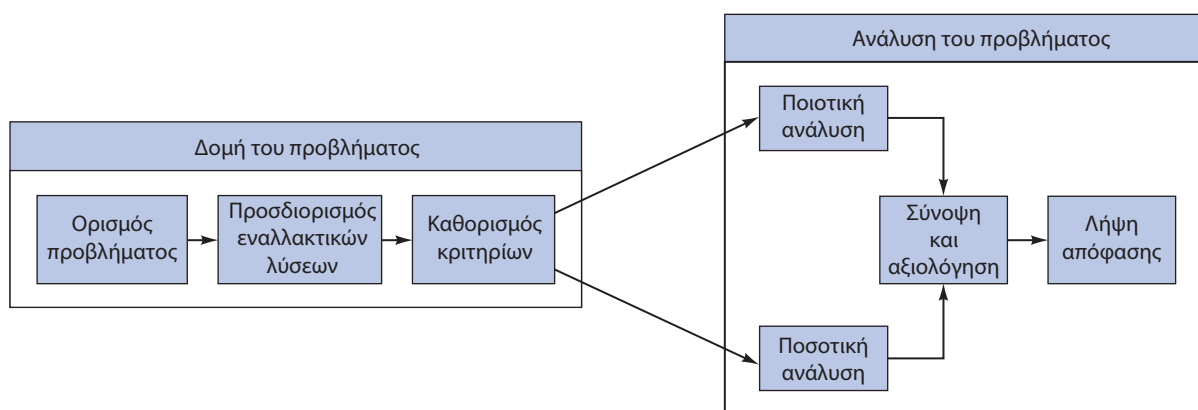 Δομή του προβλήματος
Ορισμός
προβλήματος
Προσδιορισμός
εναλλακτικών
λύσεων
Καθορισμός
κριτηρίων
Ανάλυση του προβλήματος
Ποιοτική
ανάλυση
Ποσοτική
ανάλυση
Σύνοψη
και
αξιολόγηση
Λήψη
απόφασης